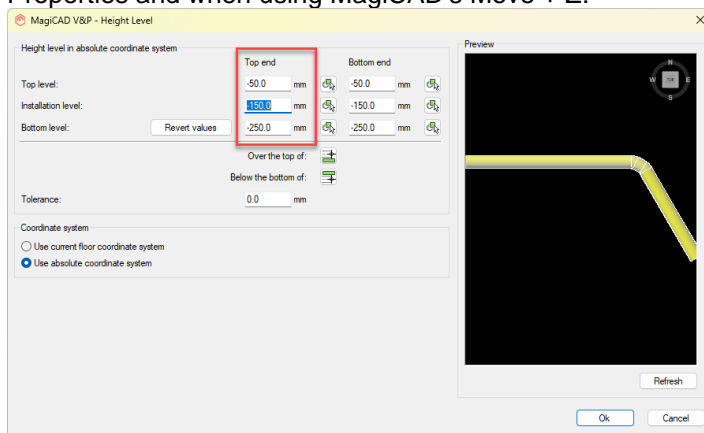 Properties and when using MagiCAD's Move + Z.
MagiCAD V&P - Height Level
Height level in absolute coordinate system
Top end Bottom end
Top level: -50.0 mm -50.0 mm
Installation level: -150.0 mm -150.0 mm
Bottom level: Revert values -250.0 mm -250.0 mm
Over the top of:
Below the bottom of:
Tolerance: 0.0 mm
Coordinate system
Use current floor coordinate system
Use absolute coordinate system
Preview
N
W TOP E
S
Refresh
Ok Cancel